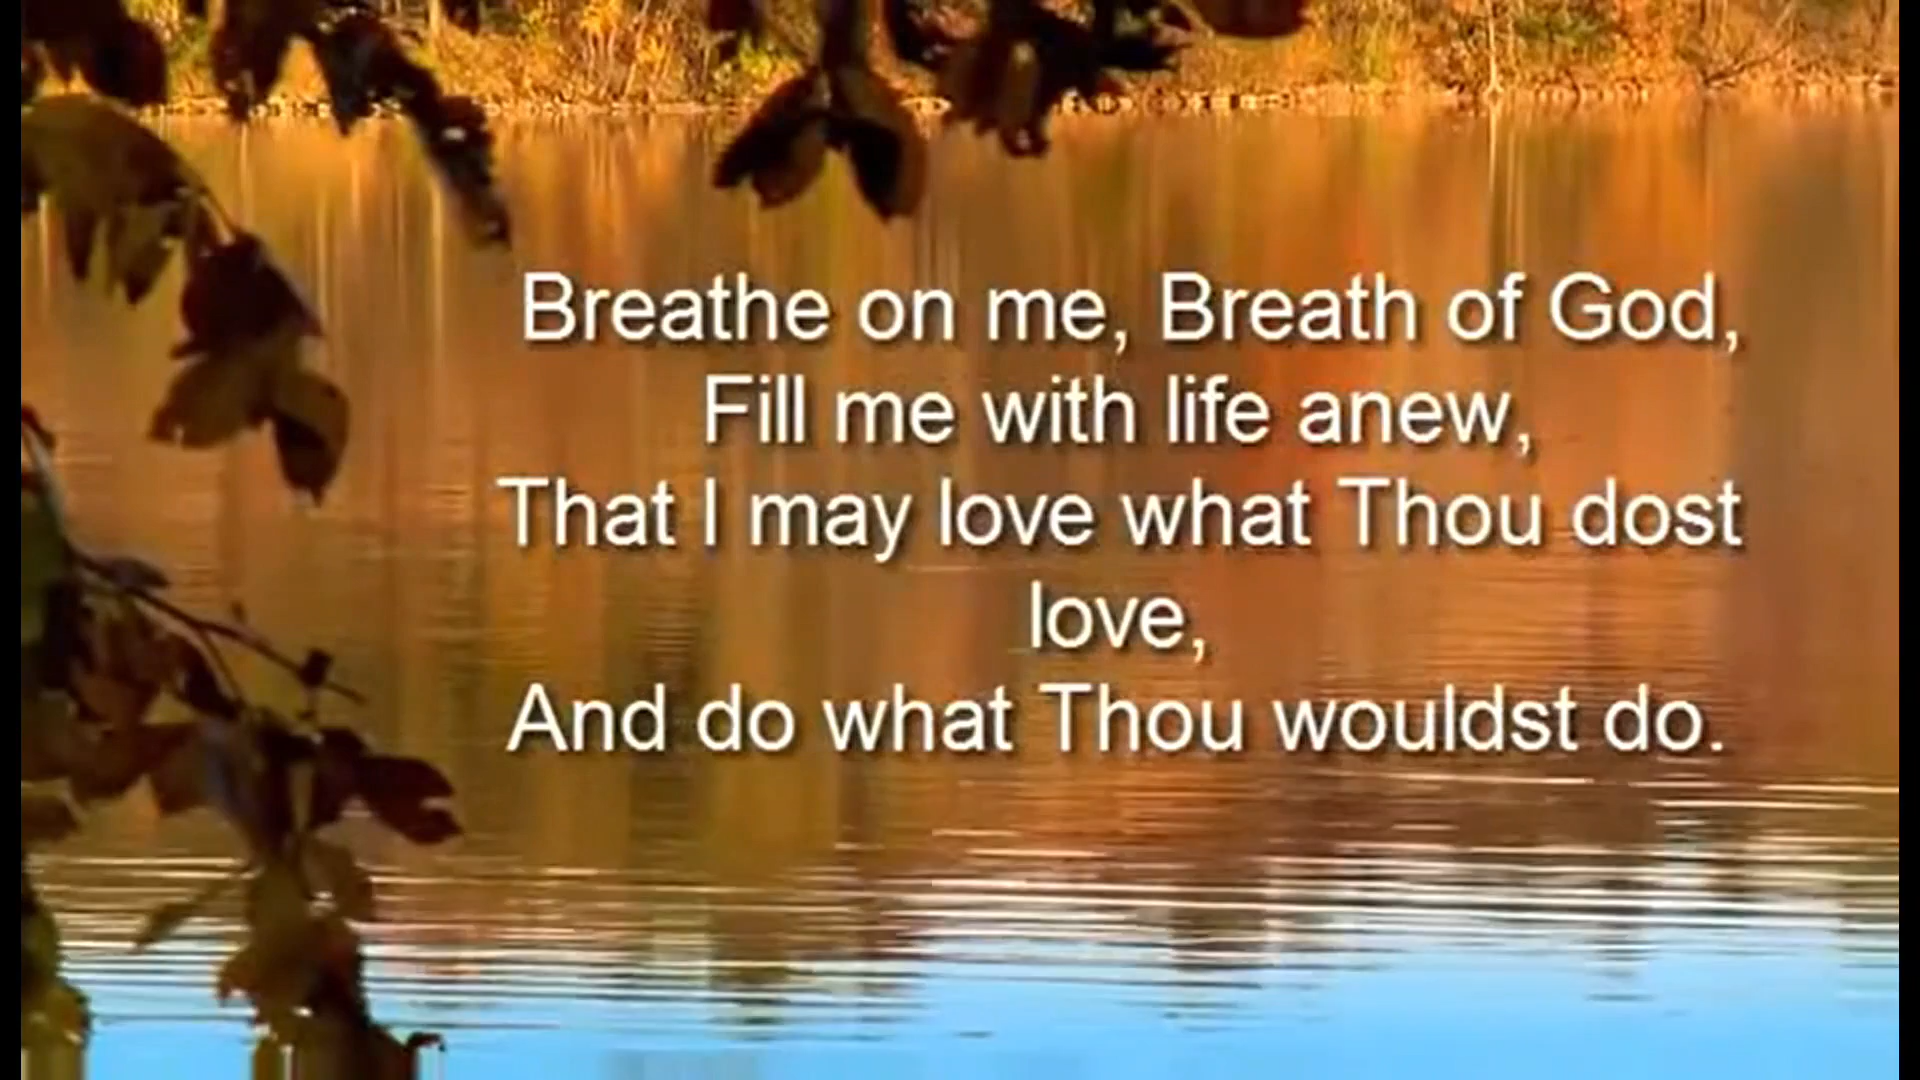 Breathe on me, Breath of God,
Fill me with life anew,
That I may love what Thou dost
love,
And do what Thou wouldst do.